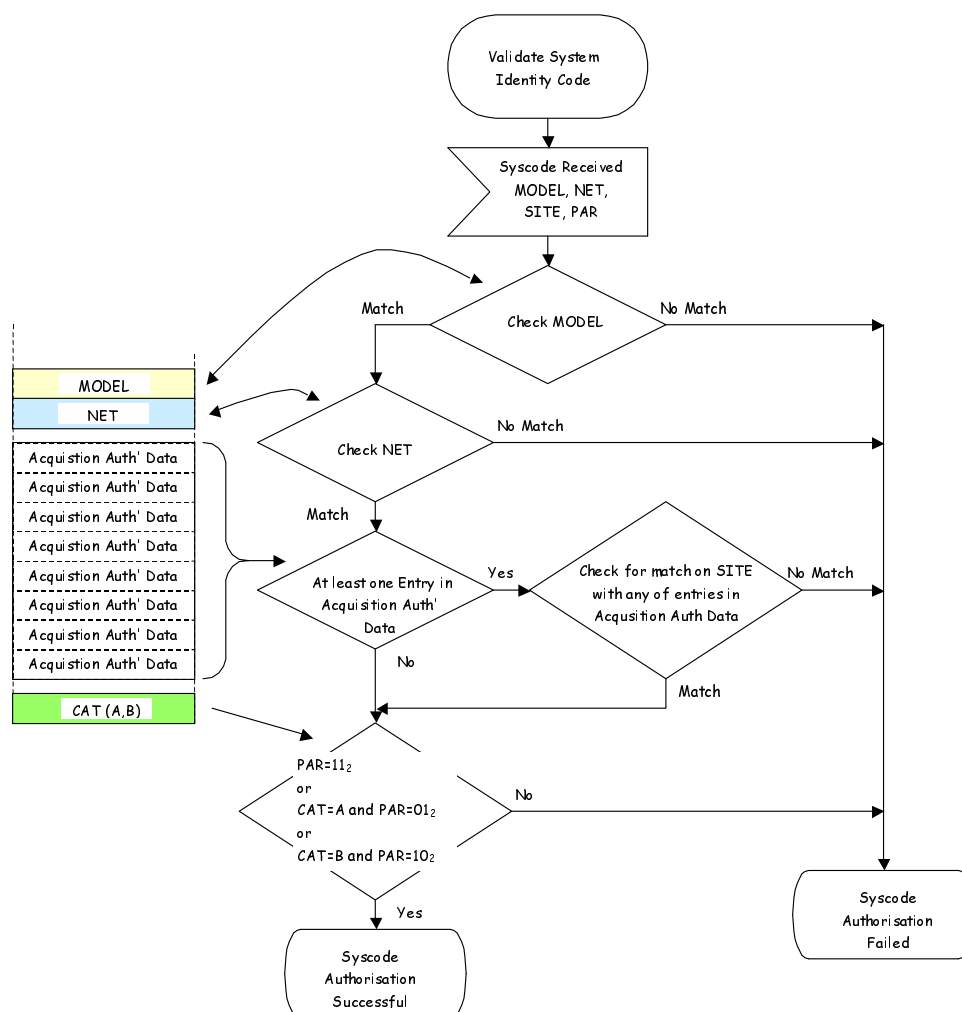 Validate System
Identity Code
Syscode Received
MODEL, NET,
SITE, PAR
Match
Check MODEL
No Match
MODEL
NET
Check NET
No Match
Acquistion Auth' Data
Acquistion Auth' Data
Acquistion Auth' Data
Acquistion Auth' Data
Acquistion Auth' Data
Acquistion Auth' Data
Acquistion Auth' Data
Acquistion Auth' Data
Match
At least one Entry in
Acquisition Auth'
Data
Yes
Check for match on SITE
with any of entries in
Acqusition Auth Data
No Match
No
Match
CAT (A,B)
PAR=11₂
or
CAT=A and PAR=01₂
or
CAT=B and PAR=10₂
No
Yes
Syscode
Authorisation
Failed
Syscode
Authorisation
Successful